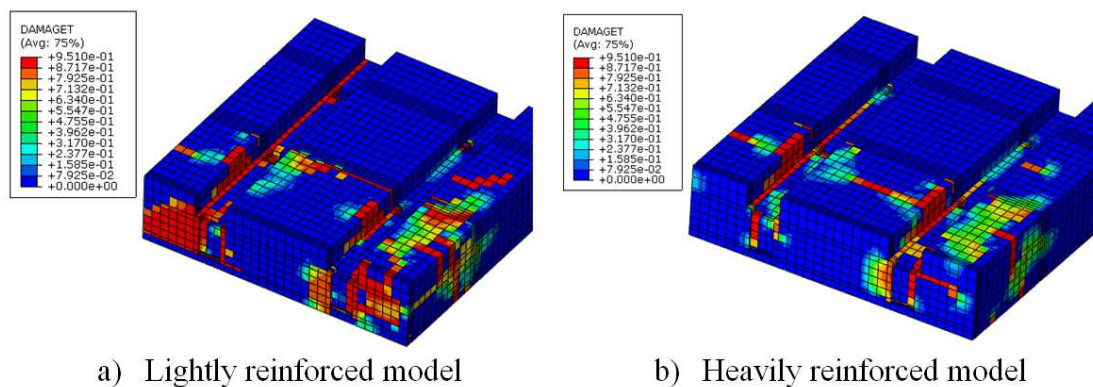 DAMAGET
(Avg: 75%)
+9.510e-01
+8.717e-01
+7.925e-01
+7.132e-01
+6.340e-01
+5.547e-01
+4.755e-01
+3.962e-01
+3.170e-01
+2.377e-01
+1.585e-01
+7.925e-02
+0.000e+00
DAMAGET
(Avg: 75%)
+9.510e-01
+8.717e-01
+7.925e-01
+7.132e-01
+6.340e-01
+5.547e-01
+4.755e-01
+3.962e-01
+3.170e-01
+2.377e-01
+1.585e-01
+7.925e-02
+0.000e+00
a) Lightly reinforced model
b) Heavily reinforced model